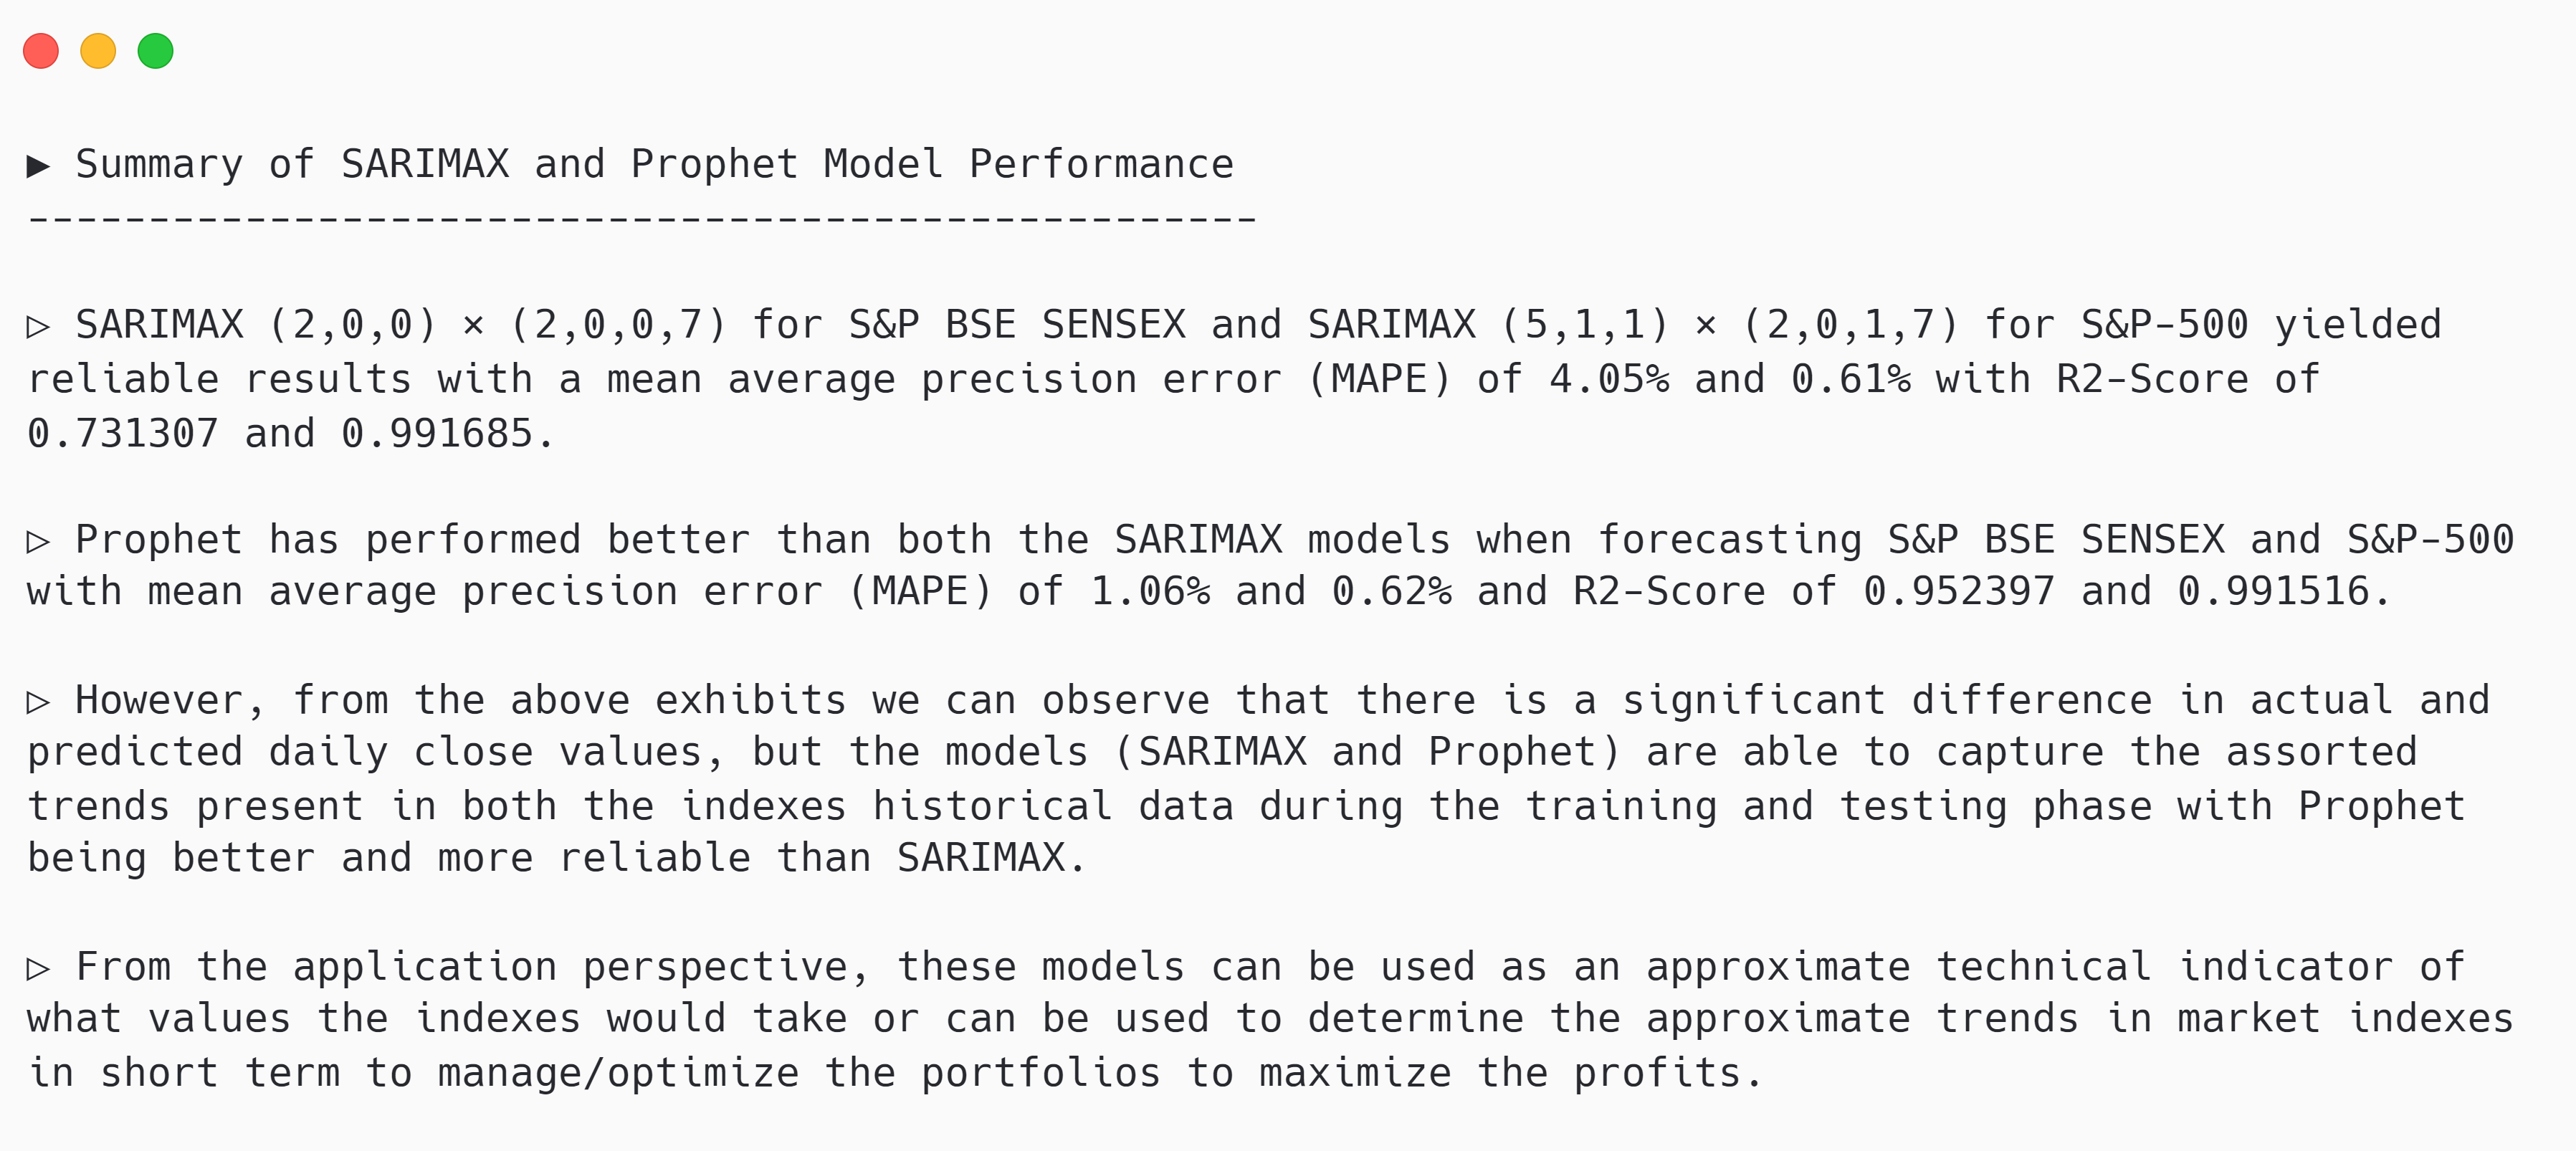 ▶ Summary of SARIMAX and Prophet Model Performance
---------------------------------------------------
▷ SARIMAX (2,0,0) × (2,0,0,7) for S&P BSE SENSEX and SARIMAX (5,1,1) × (2,0,1,7) for S&P-500 yielded
reliable results with a mean average precision error (MAPE) of 4.05% and 0.61% with R2-Score of
0.731307 and 0.991685.
▷ Prophet has performed better than both the SARIMAX models when forecasting S&P BSE SENSEX and S&P-500
with mean average precision error (MAPE) of 1.06% and 0.62% and R2-Score of 0.952397 and 0.991516.
▷ However, from the above exhibits we can observe that there is a significant difference in actual and
predicted daily close values, but the models (SARIMAX and Prophet) are able to capture the assorted
trends present in both the indexes historical data during the training and testing phase with Prophet
being better and more reliable than SARIMAX.
▷ From the application perspective, these models can be used as an approximate technical indicator of
what values the indexes would take or can be used to determine the approximate trends in market indexes
in short term to manage/optimize the portfolios to maximize the profits.